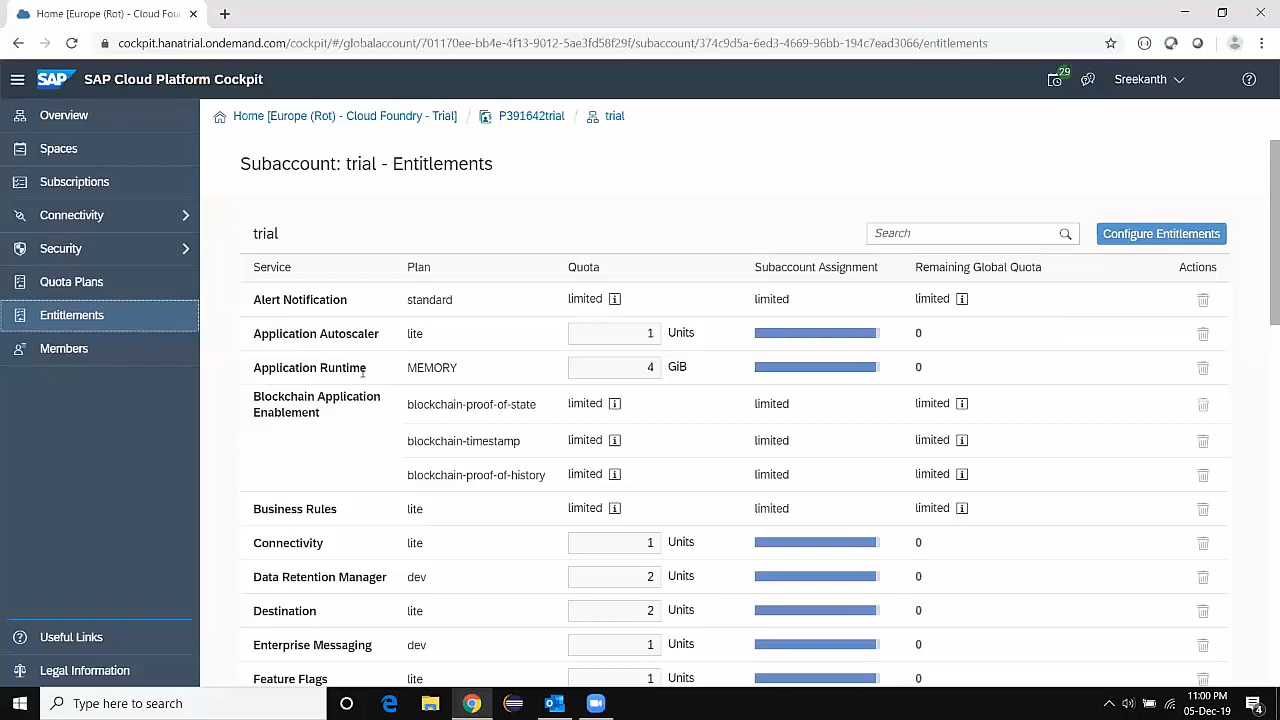 Home [Europe (Rot) - Cloud Foun
cockpit.hanatrial.ondemand.com/cockpit/#/globalaccount/701170ee-bb4e-4f13-9012-5ae3fd58f29f/subaccount/374c9d5a-6ed3-4669-96bb-194c7ead3066/entitlements
SAP SAP Cloud Platform Cockpit 29 Sreekanth
Overview
Spaces
Subscriptions
Connectivity
Security
Quota Plans
Entitlements
Members
Useful Links
Legal Information
Home [Europe (Rot) - Cloud Foundry - Trial] / P391642trial / trial
Subaccount: trial - Entitlements
trial Search Configure Entitlements
Service Plan Quota Subaccount Assignment Remaining Global Quota Actions
Alert Notification standard limited limited limited
Application Autoscaler lite 1 Units 0
Application Runtime MEMORY 4 GiB 0
Blockchain Application
Enablement
blockchain-proof-of-state limited limited limited
blockchain-timestamp limited limited limited
blockchain-proof-of-history limited limited limited
Business Rules lite limited limited limited
Connectivity lite 1 Units 0
Data Retention Manager dev 2 Units 0
Destination lite 2 Units 0
Enterprise Messaging dev 1 Units 0
Feature Flags lite 1 Units 0
Type here to search
11:00 PM
05-Dec-19
4